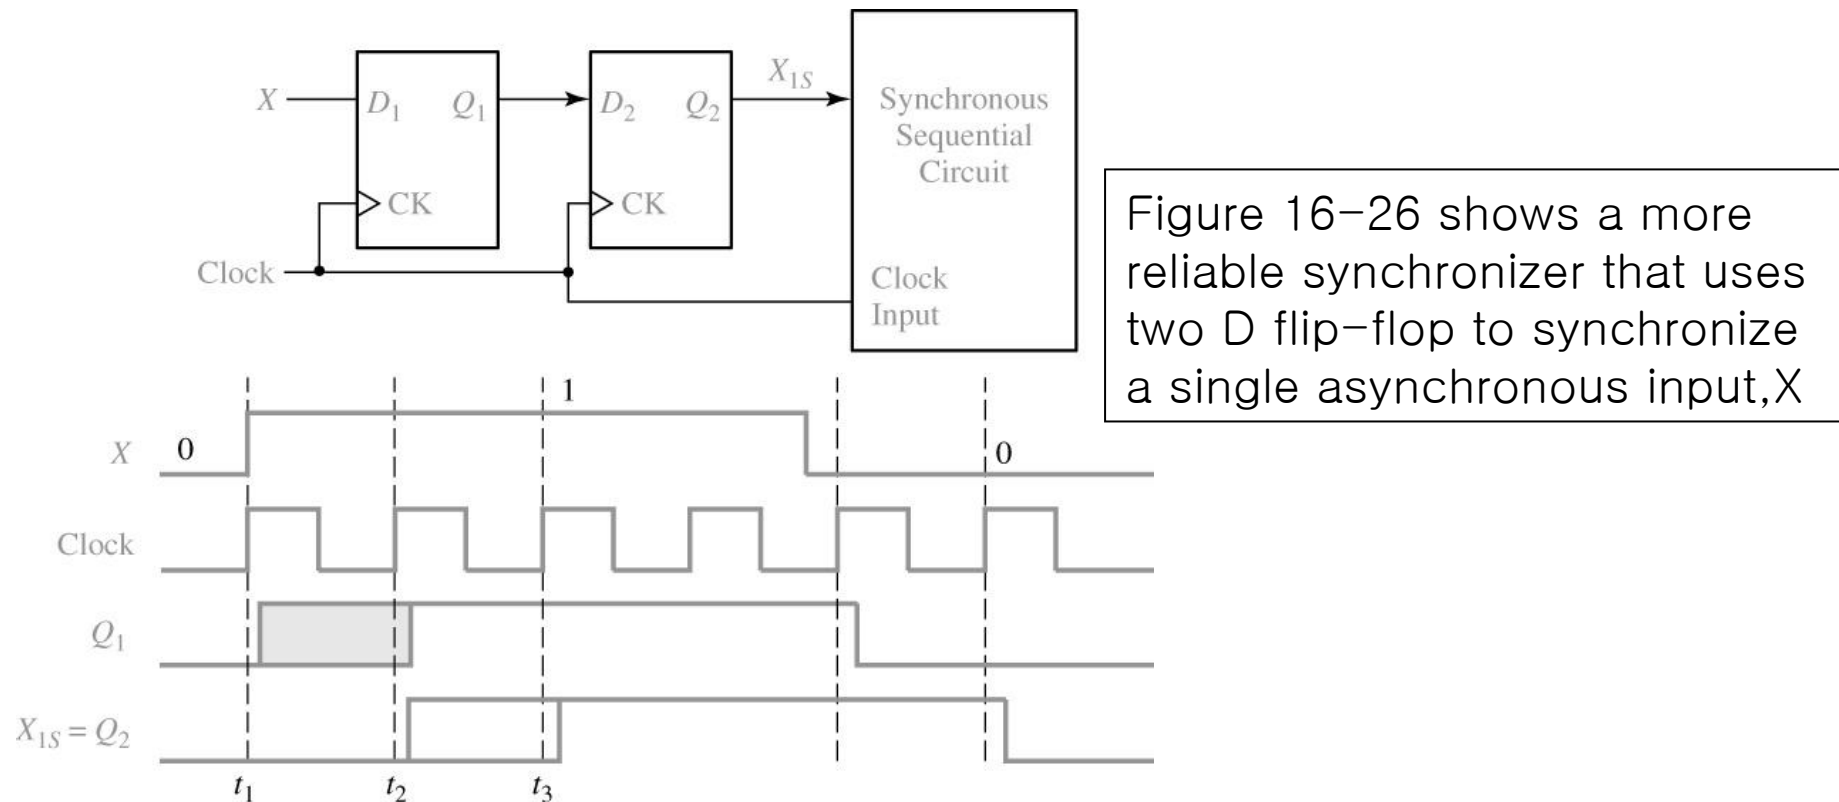 X
D₁
Q₁
D₂
Q₂
X₁S
CK
CK
Clock
Synchronous
Sequential
Circuit
Clock
Input
Figure 16-26 shows a more
reliable synchronizer that uses
two D flip-flop to synchronize
a single asynchronous input,X
X
0
1
0
Clock
Q₁
X₁S = Q₂
t₁
t₂
t₃